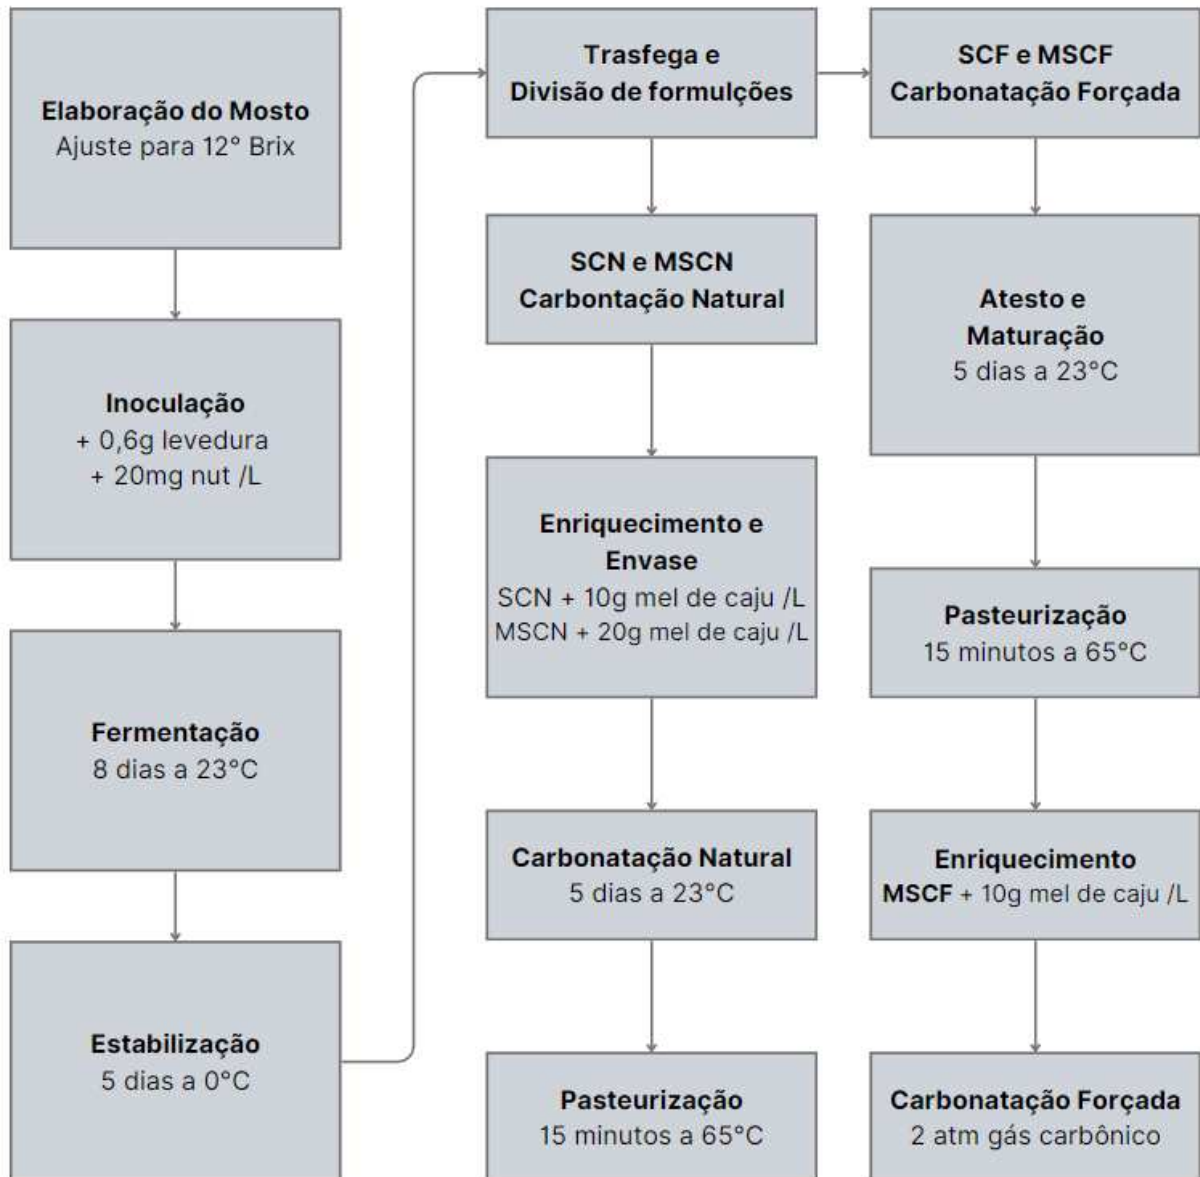 Elaboração do Mosto
Ajuste para 12° Brix
Inoculação
+ 0,6g levedura
+ 20mg nut /L
Fermentação
8 dias a 23°C
Estabilização
5 dias a 0°C
Trasfega e
Divisão de formulções
SCN e MSCN
Carbontação Natural
Enriquecimento e
Envase
SCN + 10g mel de caju /L
MSCN + 20g mel de caju /L
Carbonatação Natural
5 dias a 23°C
Pasteurização
15 minutos a 65°C
SCF e MSCF
Carbonatação Forçada
Atesto e
Maturação
5 dias a 23°C
Pasteurização
15 minutos a 65°C
Enriquecimento
MSCF + 10g mel de caju /L
Carbonatação Forçada
2 atm gás carbônico